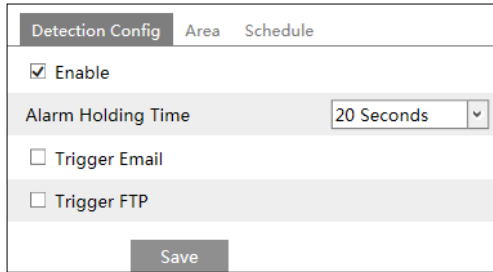 Detection Config Area Schedule
Enable
Alarm Holding Time 20 Seconds
Trigger Email
Trigger FTP
Save